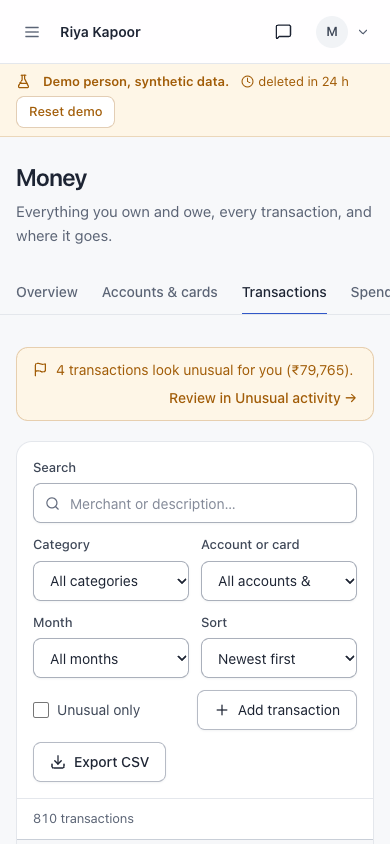 Riya Kapoor
M
Demo person, synthetic data. deleted in 24 h
Reset demo
Money
Everything you own and owe, every transaction, and
where it goes.
Overview Accounts & cards Transactions Spend
4 transactions look unusual for you (₹79,765).
Review in Unusual activity →
Search
Merchant or description...
Category Account or card
All categories All accounts &
Month Sort
All months Newest first
Unusual only + Add transaction
Export CSV
810 transactions